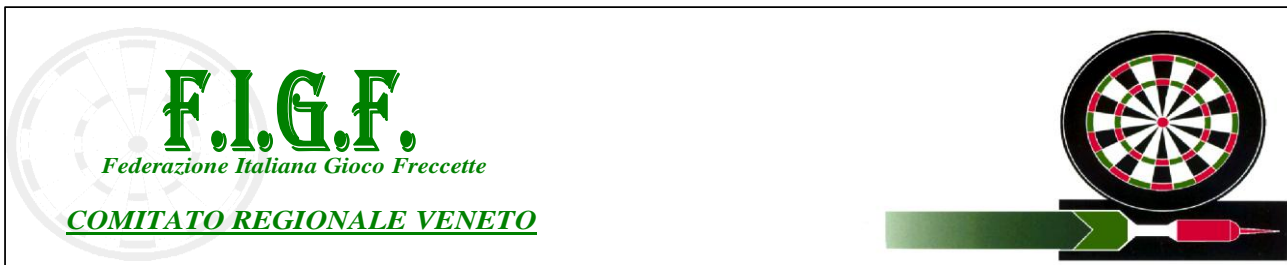 F.I.G.F.
Federazione Italiana Gioco Freccette
COMITATO REGIONALE VENETO